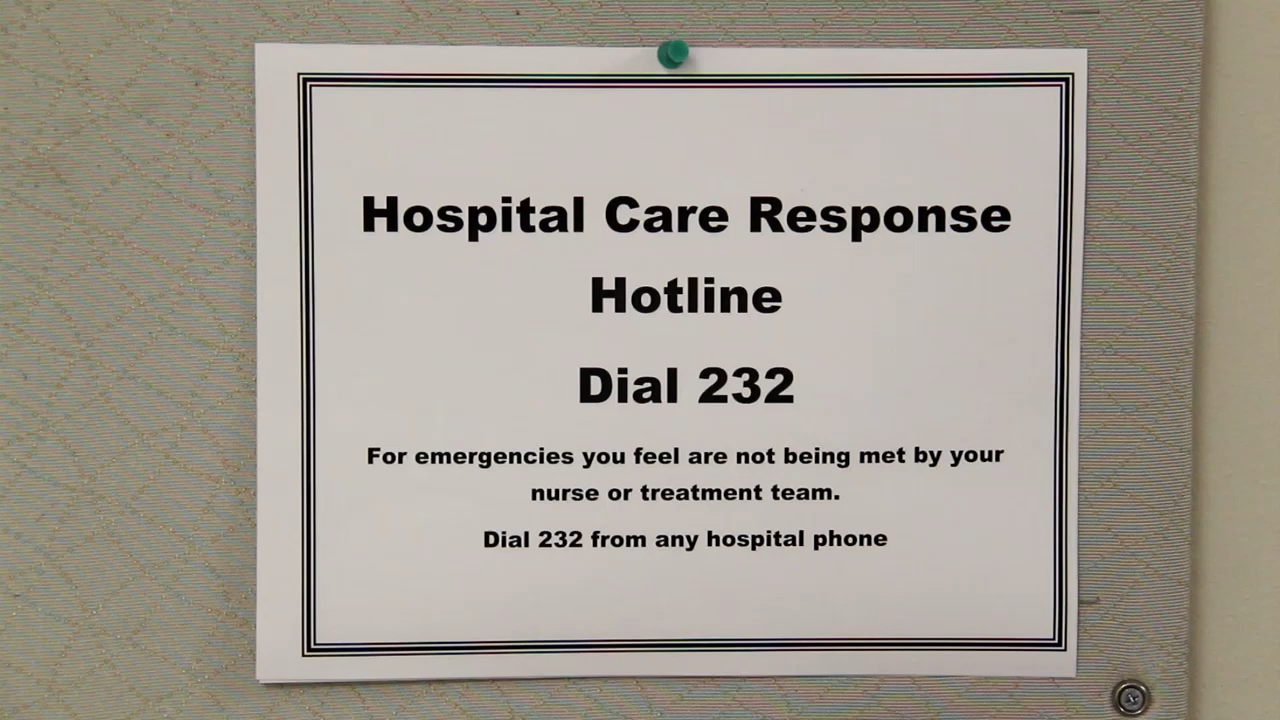 Hospital Care Response
Hotline
Dial 232
For emergencies you feel are not being met by your
nurse or treatment team.
Dial 232 from any hospital phone